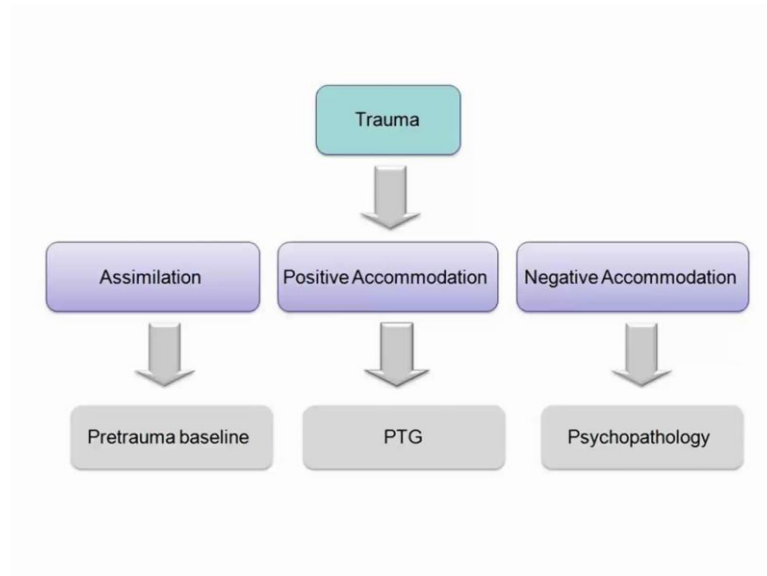 Trauma
Assimilation
Positive Accommodation
Negative Accommodation
Pretrauma baseline
PTG
Psychopathology